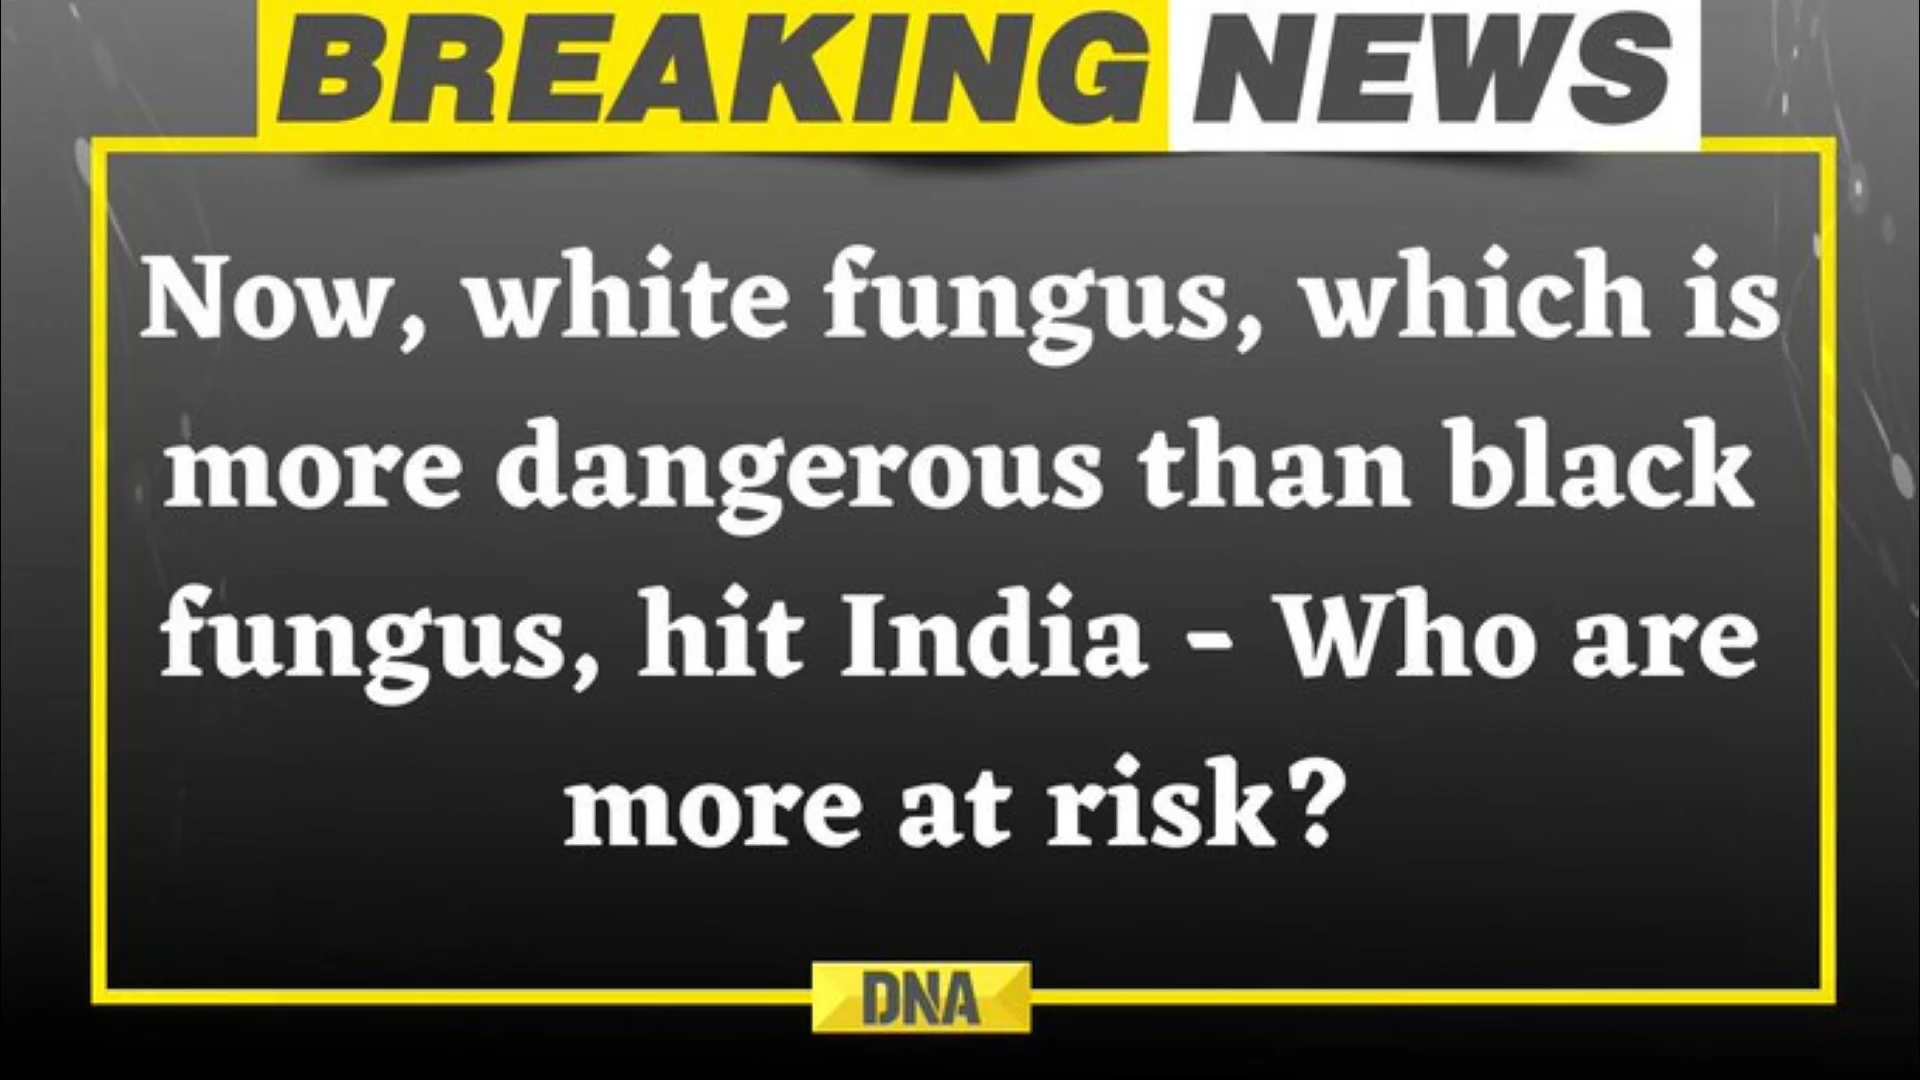 BREAKING NEWS
Now, white fungus, which is
more dangerous than black
fungus, hit India - Who are
more at risk?
DNA